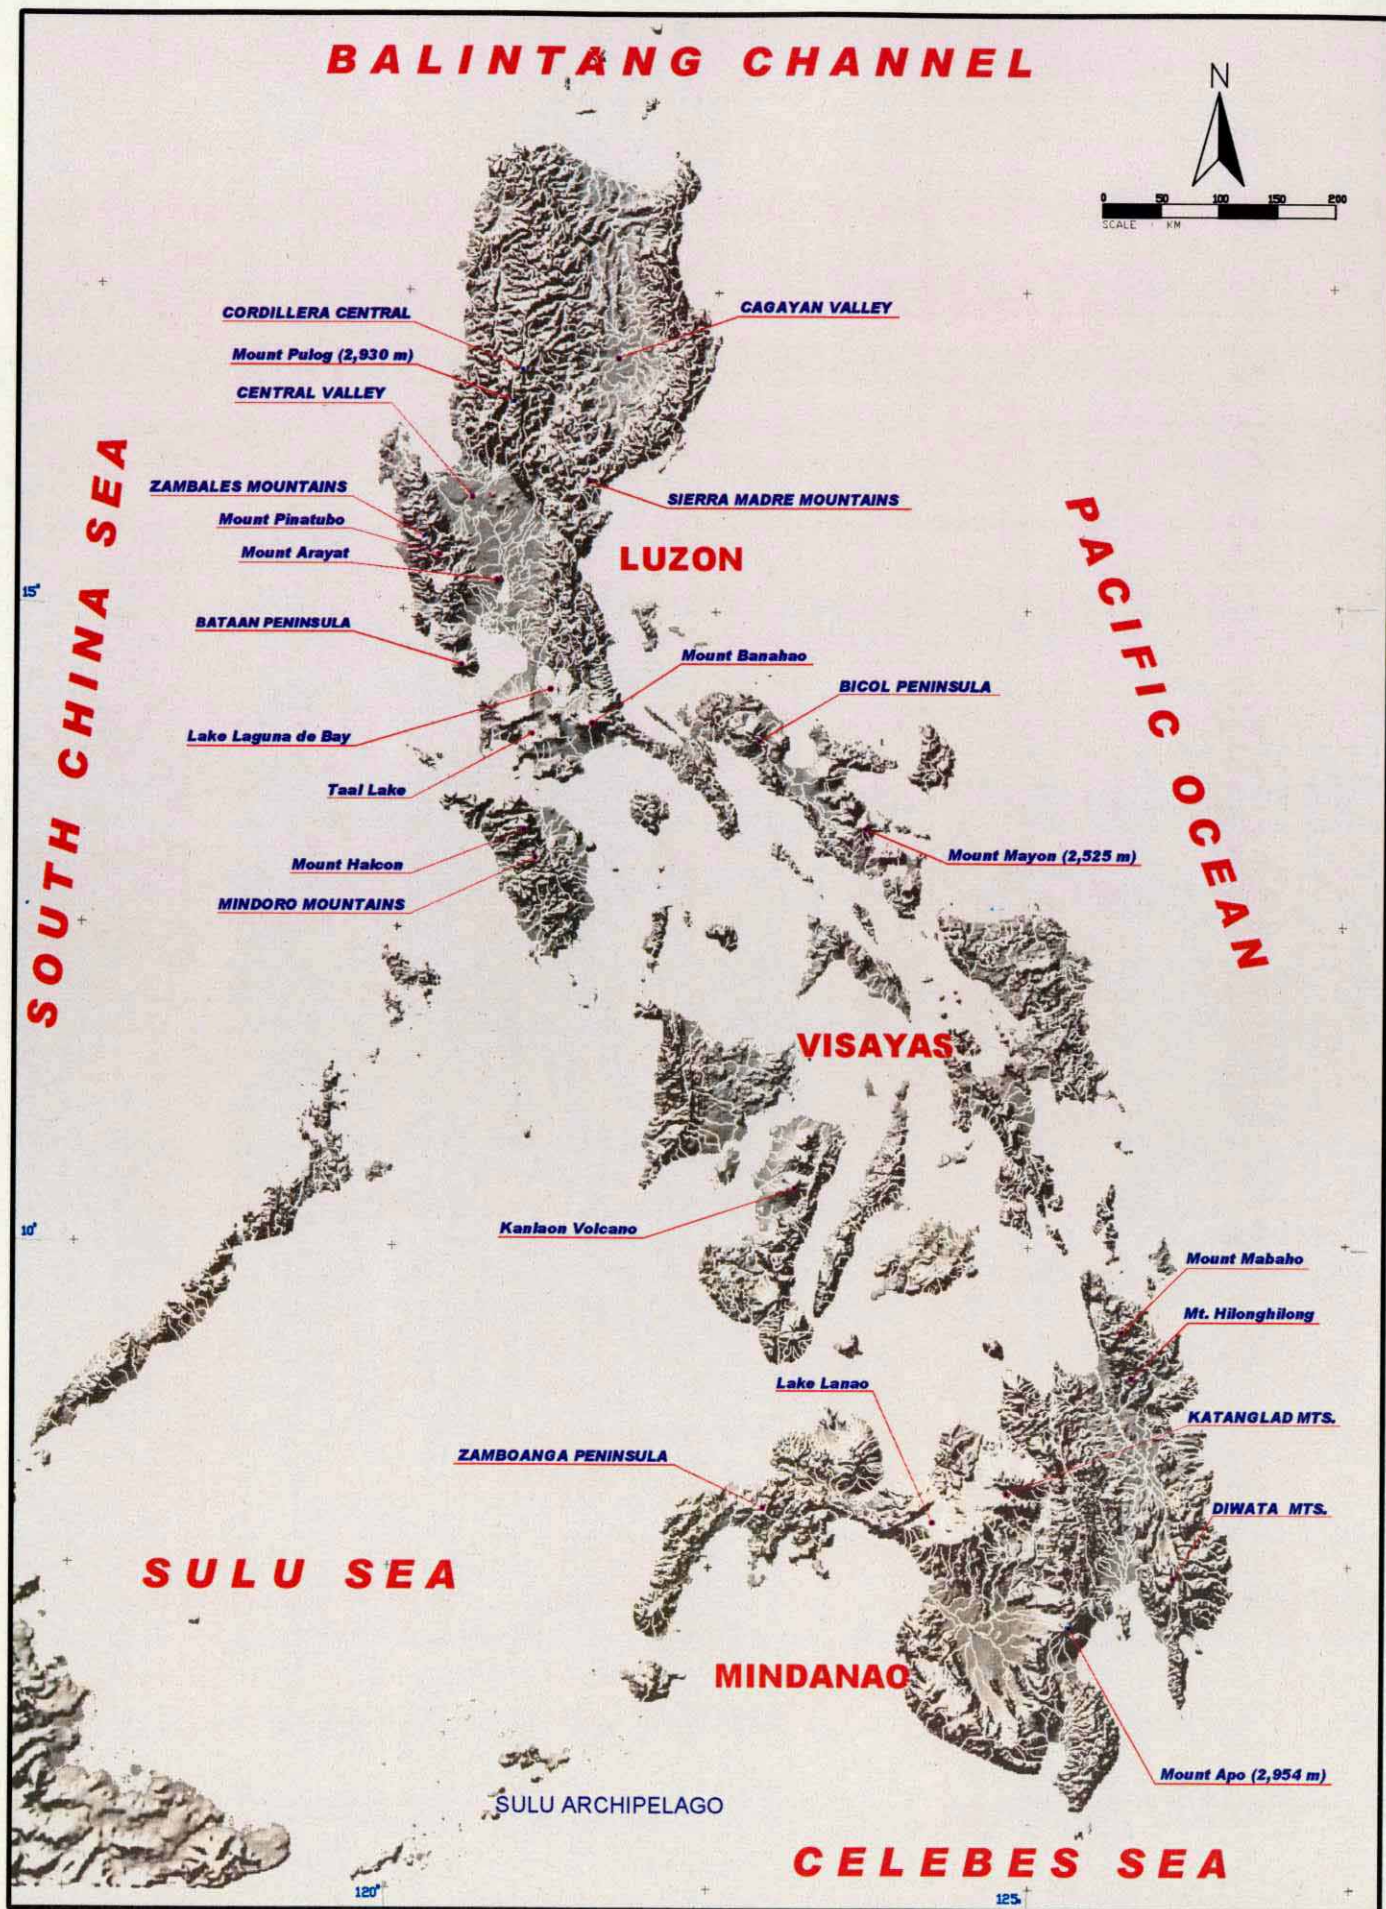 BALINTANG CHANNEL
N
0 50 100 150 200
SCALE : KM
CORDILLERA CENTRAL
CAGAYAN VALLEY
Mount Pulog (2,930 m)
CENTRAL VALLEY
ZAMBALES MOUNTAINS
SIERRA MADRE MOUNTAINS
Mount Pinatubo
Mount Arayat
LUZON
SOUTH CHINA SEA
PACIFIC OCEAN
15°
BATAAN PENINSULA
Mount Banahao
BICOL PENINSULA
Lake Laguna de Bay
Taal Lake
Mount Halcon
Mount Mayon (2,525 m)
MINDORO MOUNTAINS
VISAYAS
10°
Kanlaon Volcano
Mount Mabaho
Mt. Hilonghilong
Lake Lanao
KATANGLAD MTS.
ZAMBOANGA PENINSULA
DIWATA MTS.
SULU SEA
MINDANAO
Mount Apo (2,954 m)
SULU ARCHIPELAGO
CELEBES SEA
120°
125°